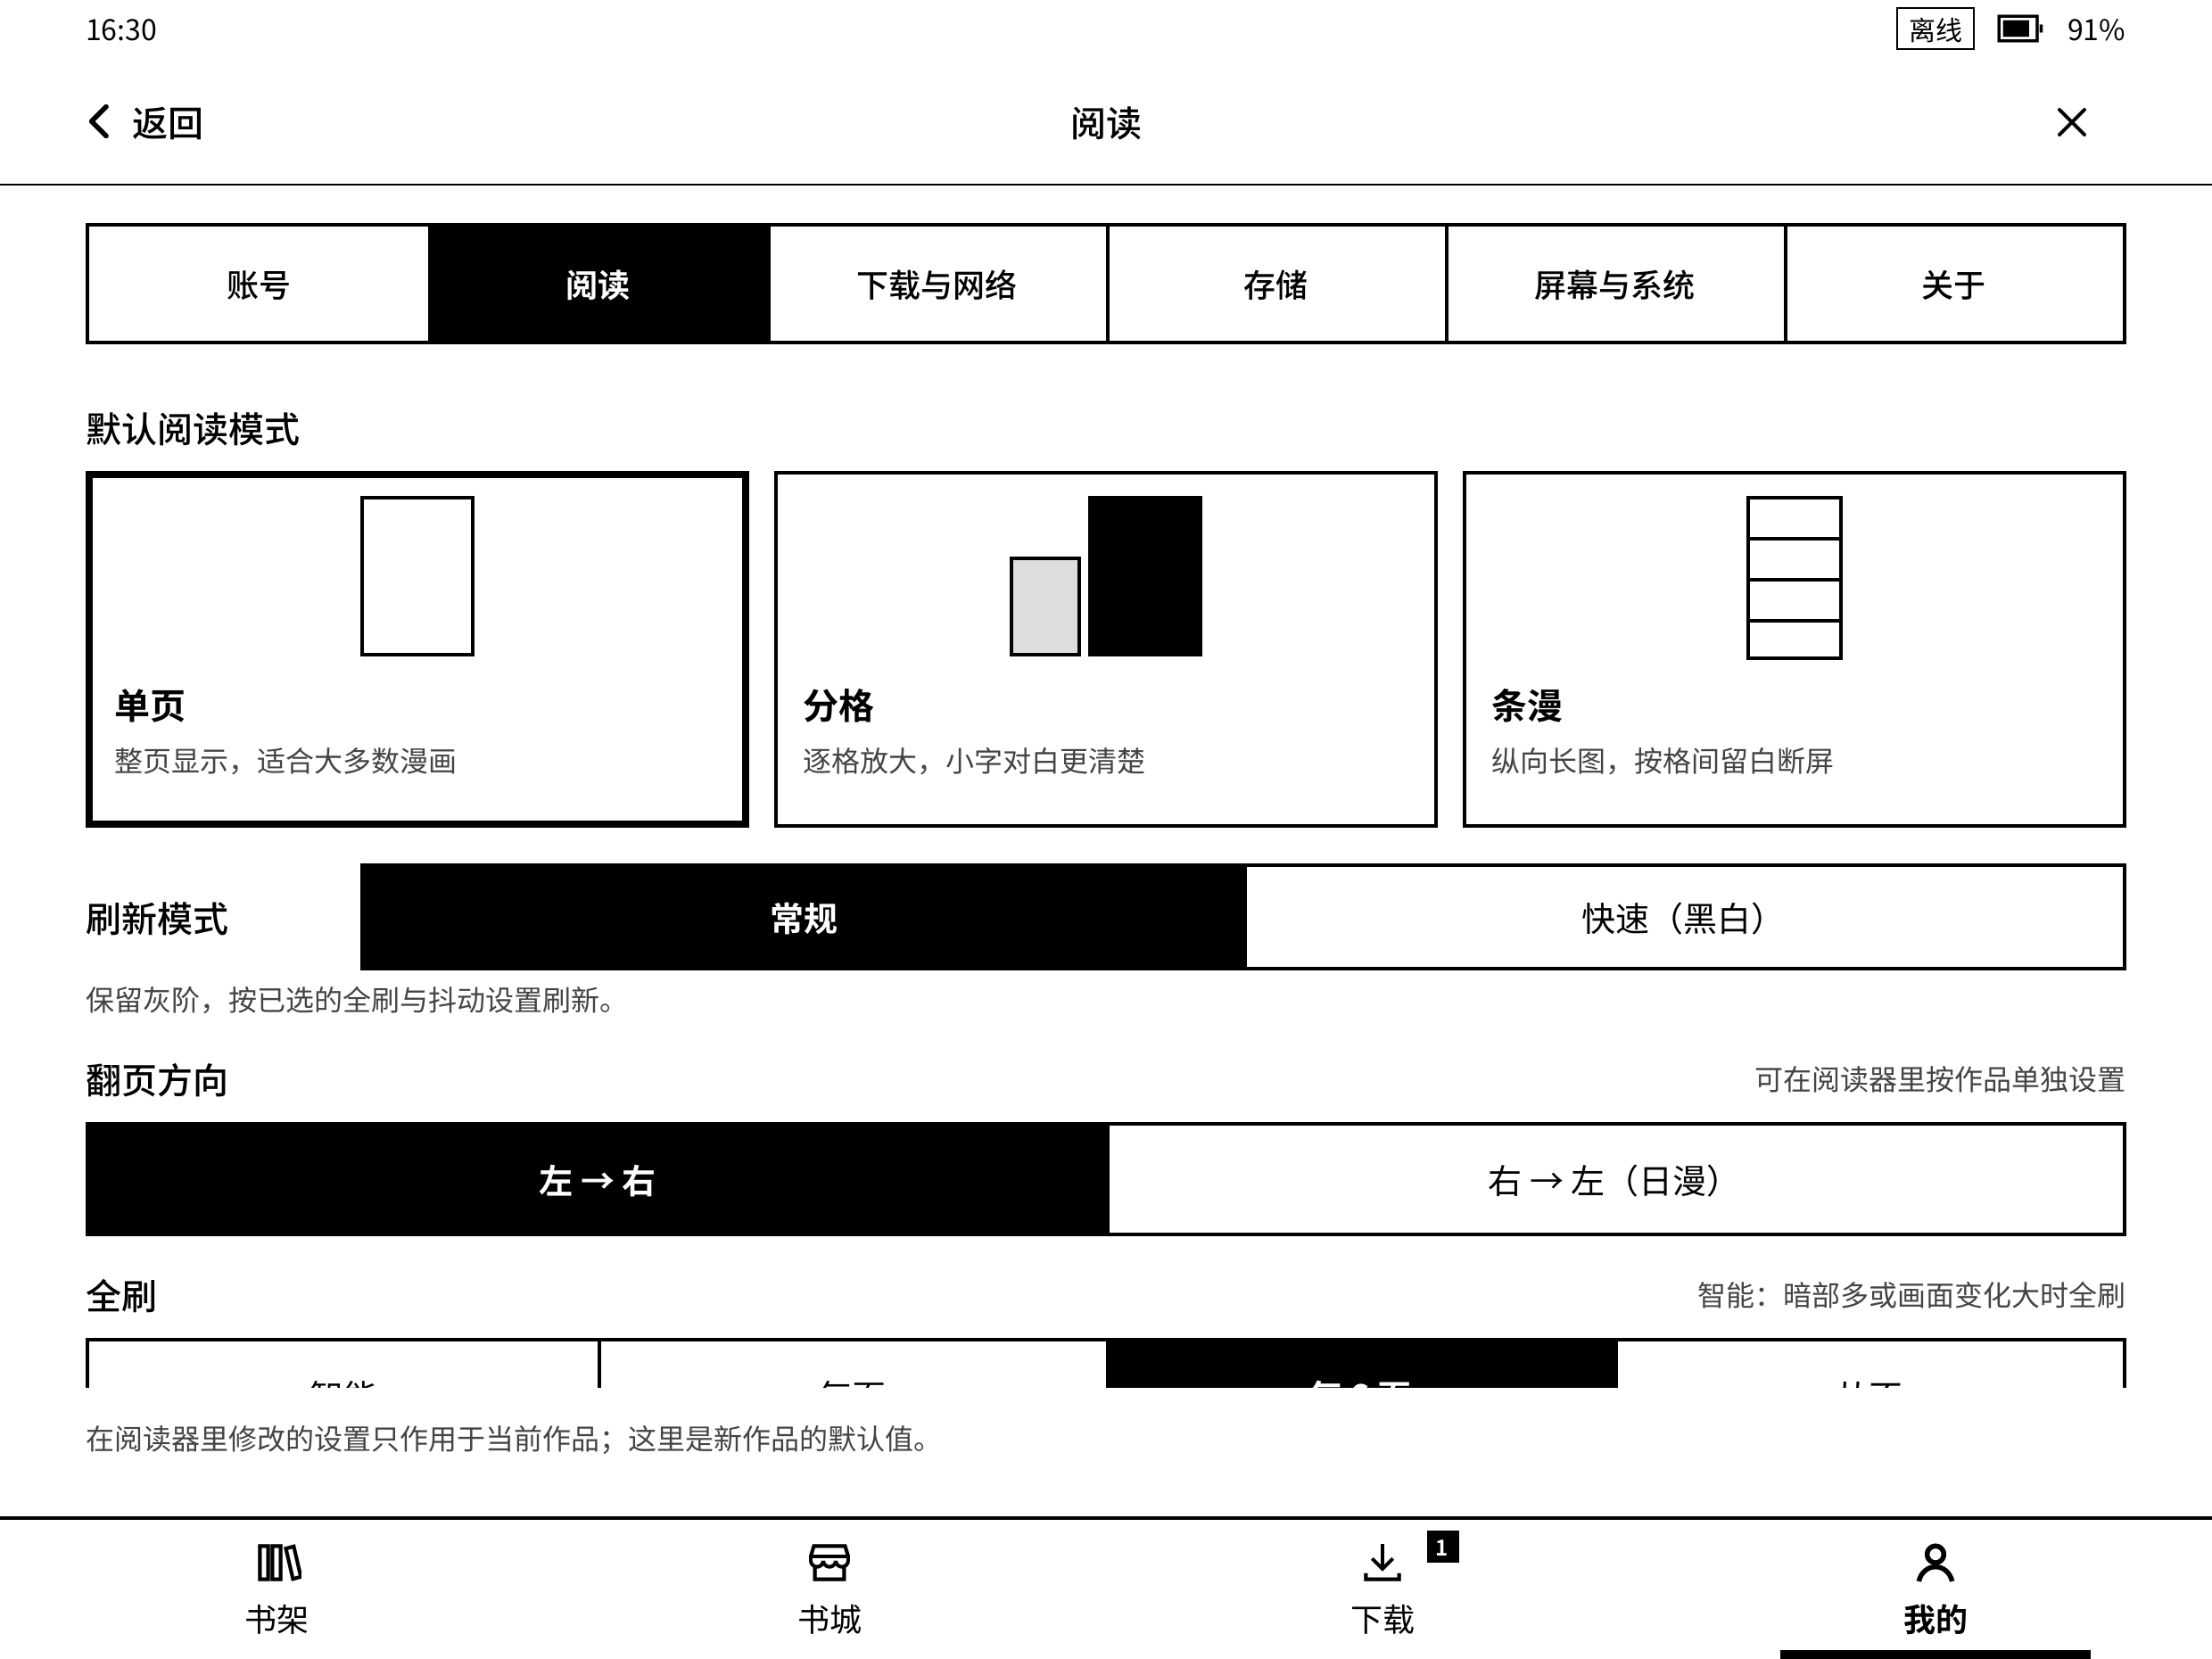 16:30
离线
91%
返回
阅读
账号
阅读
下载与网络
存储
屏幕与系统
关于
默认阅读模式
单页
整页显示，适合大多数漫画
分格
逐格放大，小字对白更清楚
条漫
纵向长图，按格间留白断屏
刷新模式
常规
快速（黑白）
保留灰阶，按已选的全刷与抖动设置刷新。
翻页方向
可在阅读器里按作品单独设置
左 → 右
右 → 左（日漫）
全刷
智能：暗部多或画面变化大时全刷
在阅读器里修改的设置只作用于当前作品；这里是新作品的默认值。
书架
书城
下载
1
我的